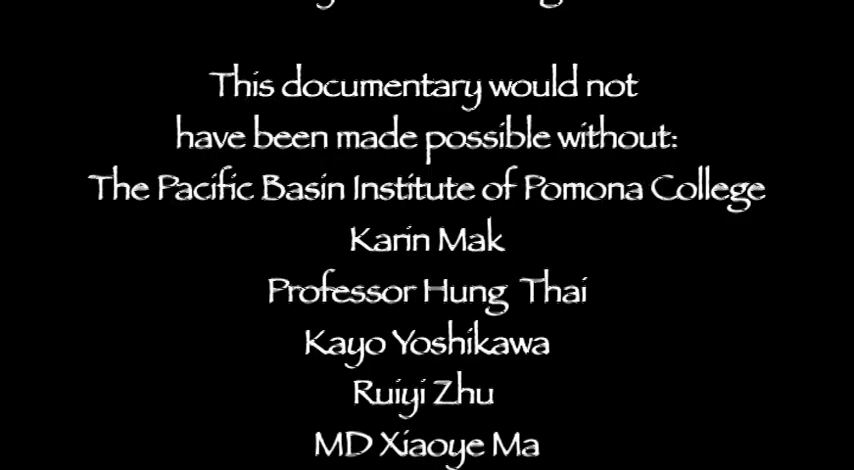 This documentary would not
have been made possible without:
The Pacific Basin Institute of Pomona College
Karin Mak
Professor Hung Thai
Kayo Yoshikawa
Ruiyi Zhu
MD Xiaoye Ma